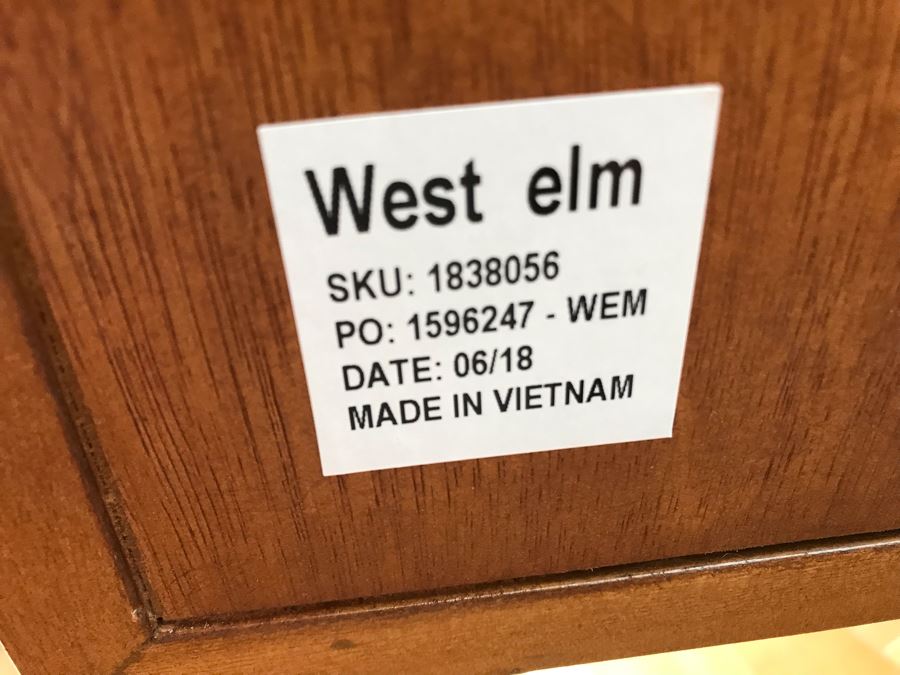 West elm
SKU: 1838056
PO: 1596247 - WEM
DATE: 06/18
MADE IN VIETNAM